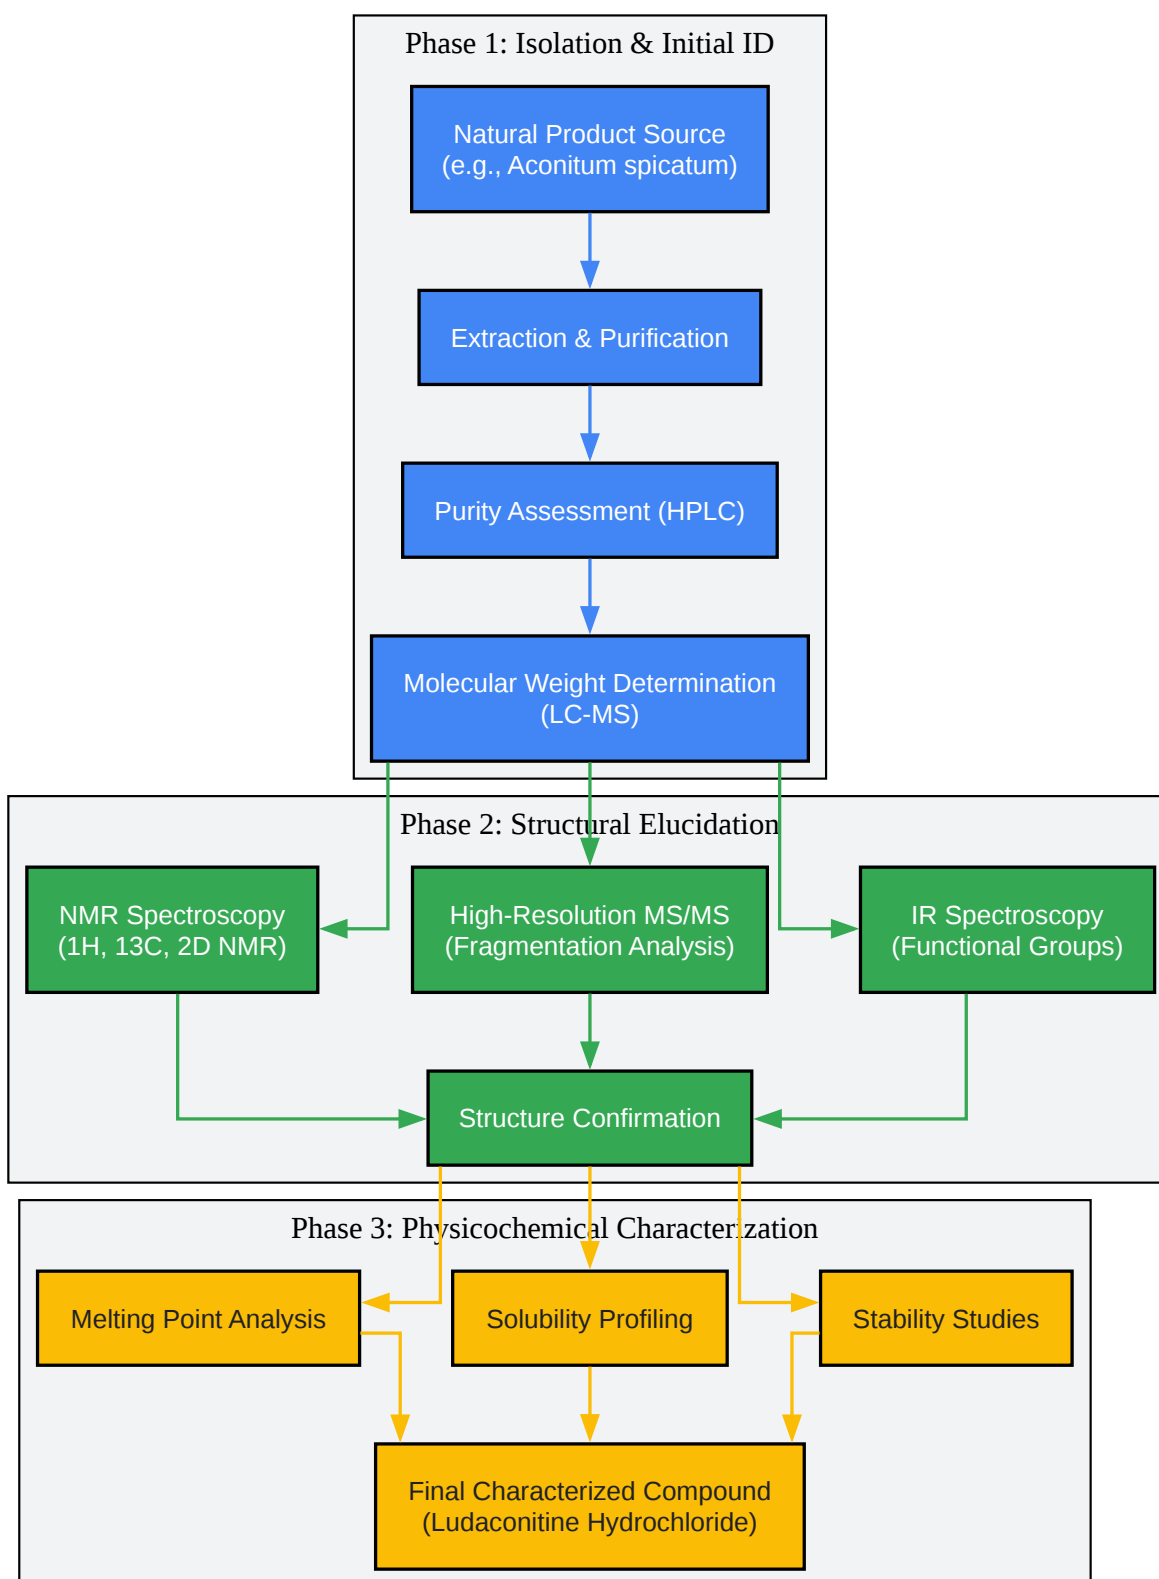 Phase 1: Isolation & Initial ID
Natural Product Source
(e.g., Aconitum spicatum)
Extraction & Purification
Purity Assessment (HPLC)
Molecular Weight Determination
(LC-MS)
Phase 2: Structural Elucidation
NMR Spectroscopy
(1H, 13C, 2D NMR)
High-Resolution MS/MS
(Fragmentation Analysis)
IR Spectroscopy
(Functional Groups)
Structure Confirmation
Phase 3: Physicochemical Characterization
Melting Point Analysis
Solubility Profiling
Stability Studies
Final Characterized Compound
(Ludaconitine Hydrochloride)